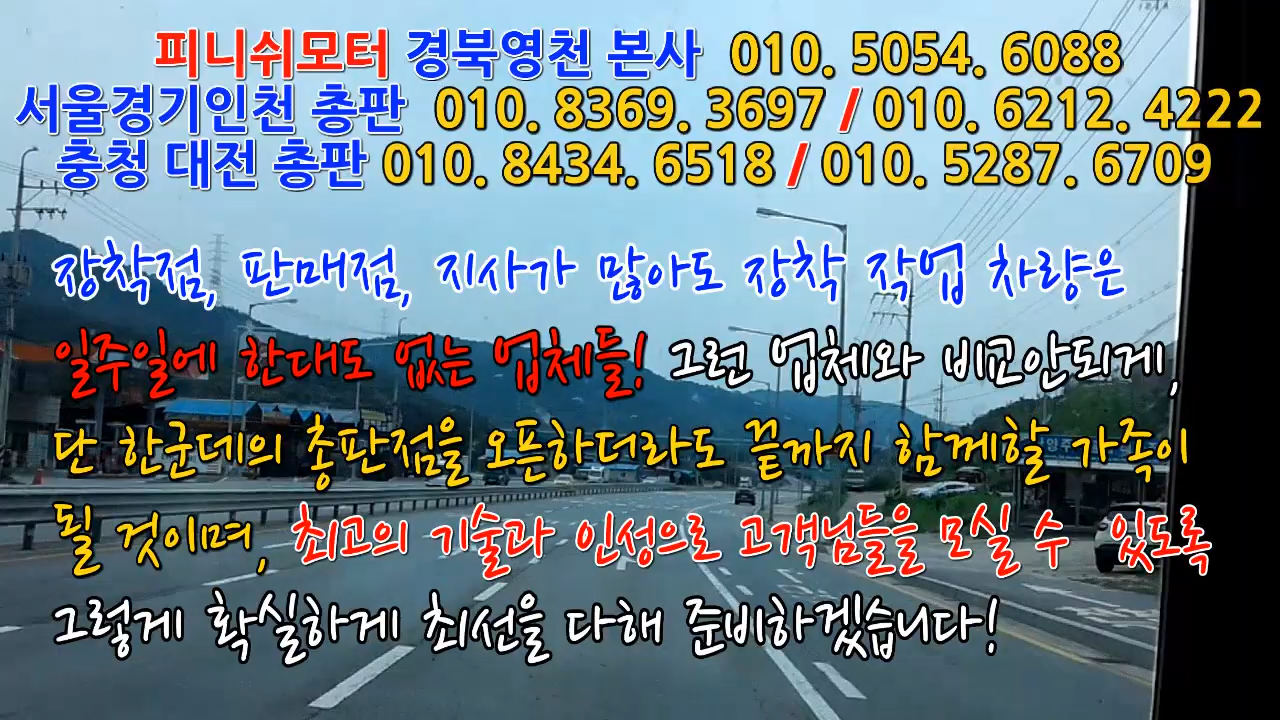 피니쉬모터 경북영천 본사 010. 5054. 6088
서울경기인천 총판 010. 8369. 3697 / 010. 6212. 4222
충청 대전 총판 010. 8434. 6518 / 010. 5287. 6709
장착점, 판매점, 지사가 많아도 장착 작업 차량은
일주일에 한대도 없는 업체들! 그런 업체와 비교안되게,
단 한군데의 총판점을 오픈하더라도 끝까지 함께할 가족이
될 것이며, 최고의 기술과 인성으로 고객님들을 모실 수 있도록
그렇게 확실하게 최선을 다해 준비하겠습니다!